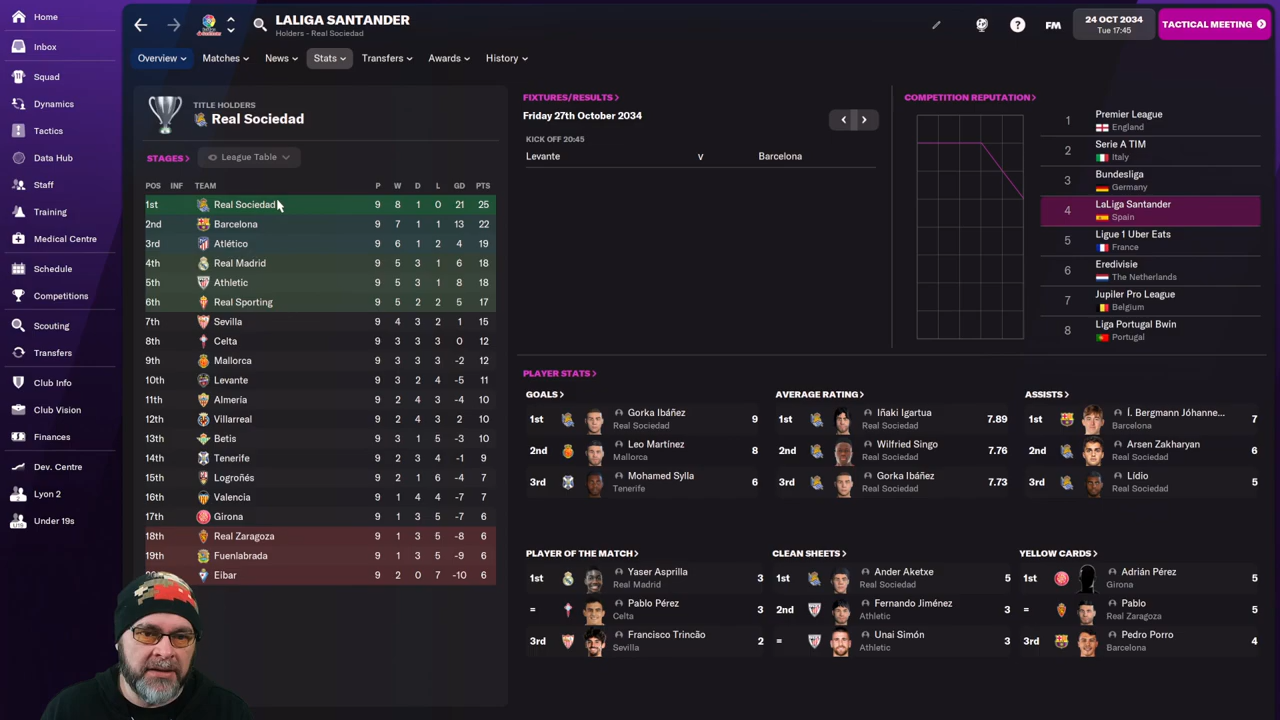 Home
Inbox
Squad
Dynamics
Tactics
Data Hub
Staff
Training
Medical Centre
Schedule
Competitions
Scouting
Transfers
Club Info
Club Vision
Finances
Dev. Centre
Lyon 2
Under 19s
LALIGA SANTANDER
Holders - Real Sociedad
?
FM
24 OCT 2034
Tue 17:45
TACTICAL MEETING
Overview
Matches
News
Stats
Transfers
Awards
History
TITLE HOLDERS
Real Sociedad
STAGES
League Table
POS INF TEAM P W D L GD PTS
1st Real Sociedad 9 8 1 0 21 25
2nd Barcelona 9 7 1 1 13 22
3rd Atlético 9 6 1 2 4 19
4th Real Madrid 9 5 3 1 6 18
5th Athletic 9 5 3 1 8 18
6th Real Sporting 9 5 2 2 5 17
7th Sevilla 9 4 3 2 1 15
8th Celta 9 3 3 3 0 12
9th Mallorca 9 3 3 3 -2 12
10th Levante 9 3 2 4 -5 11
11th Almería 9 2 4 3 -4 10
12th Villarreal 9 2 4 3 2 10
13th Betis 9 3 1 5 -3 10
14th Tenerife 9 2 3 4 -1 9
15th Logroñés 9 2 1 6 -4 7
16th Valencia 9 1 4 4 -7 7
17th Girona 9 1 3 5 -7 6
18th Real Zaragoza 9 1 3 5 -8 6
19th Fuenlabrada 9 1 3 5 -9 6
Eibar 9 2 0 7 -10 6
FIXTURES/RESULTS
Friday 27th October 2034
KICK OFF 20:45
Levante v Barcelona
COMPETITION REPUTATION
1 Premier League
England
2 Serie A TIM
Italy
3 Bundesliga
Germany
4 LaLiga Santander
Spain
5 Ligue 1 Uber Eats
France
6 Eredivisie
The Netherlands
7 Jupiler Pro League
Belgium
8 Liga Portugal Bwin
Portugal
PLAYER STATS
GOALS
1st Gorka Ibáñez 9
Real Sociedad
2nd Leo Martínez 8
Mallorca
3rd Mohamed Sylla 6
Tenerife
AVERAGE RATING
1st Iñaki Igartua 7.89
Real Sociedad
2nd Wilfried Singo 7.76
Real Sociedad
3rd Gorka Ibáñez 7.73
Real Sociedad
ASSISTS
1st Í. Bergmann Jóhanne... 7
Barcelona
2nd Arsen Zakharyan 6
Real Sociedad
3rd Lídio 5
Real Sociedad
PLAYER OF THE MATCH
1st Yaser Asprilla 3
Real Madrid
= Pablo Pérez 3
Celta
3rd Francisco Trincão 2
Sevilla
CLEAN SHEETS
1st Ander Aketxe 5
Real Sociedad
2nd Fernando Jiménez 3
Athletic
= Unai Simón 3
Athletic
YELLOW CARDS
1st Adrián Pérez 5
Girona
= Pablo 5
Real Zaragoza
3rd Pedro Porro 4
Barcelona